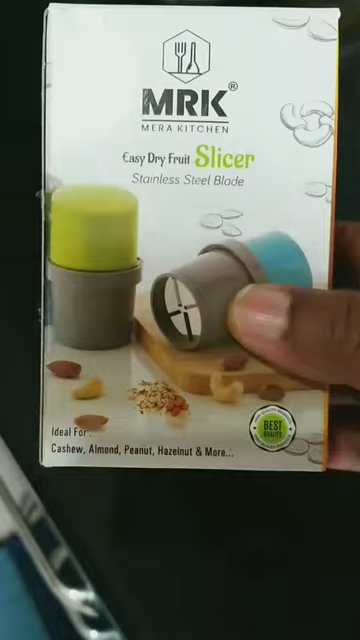 MRK®
MERA KITCHEN
Easy Dry Fruit Slicer
Stainless Steel Blade
BEST
QUALITY
Ideal For :
Cashew, Almond, Peanut, Hazelnut & More...